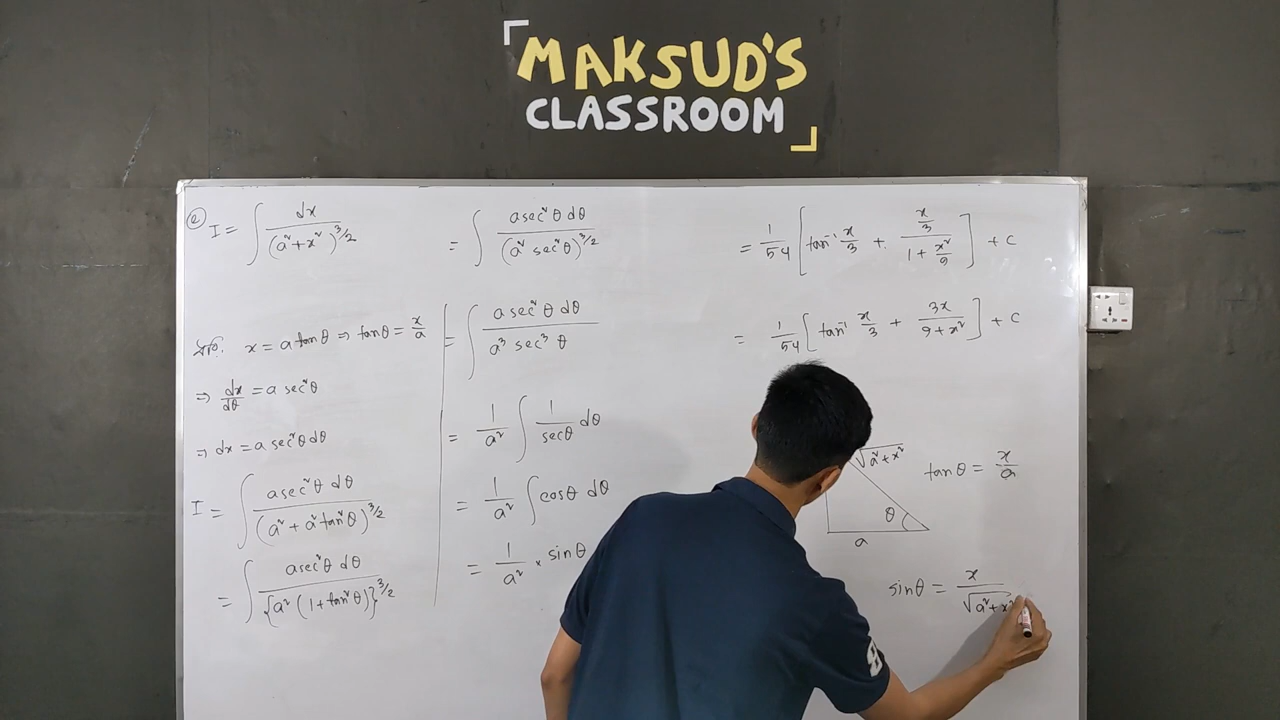 MAKSUD'S
CLASSROOM
(e) I = ∫ dx / (a² + x²)^3/2
ধরি, x = a tanθ ⇒ tanθ = x/a
⇒ dx/dθ = a sec²θ
⇒ dx = a sec²θ dθ
I = ∫ a sec²θ dθ / (a² + a² tan²θ)^3/2
= ∫ a sec²θ dθ / {a² (1 + tan²θ)}^3/2
= ∫ a sec²θ dθ / (a² sec²θ)^3/2
= ∫ a sec²θ dθ / a³ sec³θ
= 1/a² ∫ 1/secθ dθ
= 1/a² ∫ cosθ dθ
= 1/a² × sinθ
= 1/54 [tan⁻¹ x/3 + (x/3) / (1 + x²/9)] + c
= 1/54 [tan⁻¹ x/3 + 3x / (9 + x²)] + c
√a² + x²
tanθ = x/a
θ
a
sinθ = x / √a² + x²